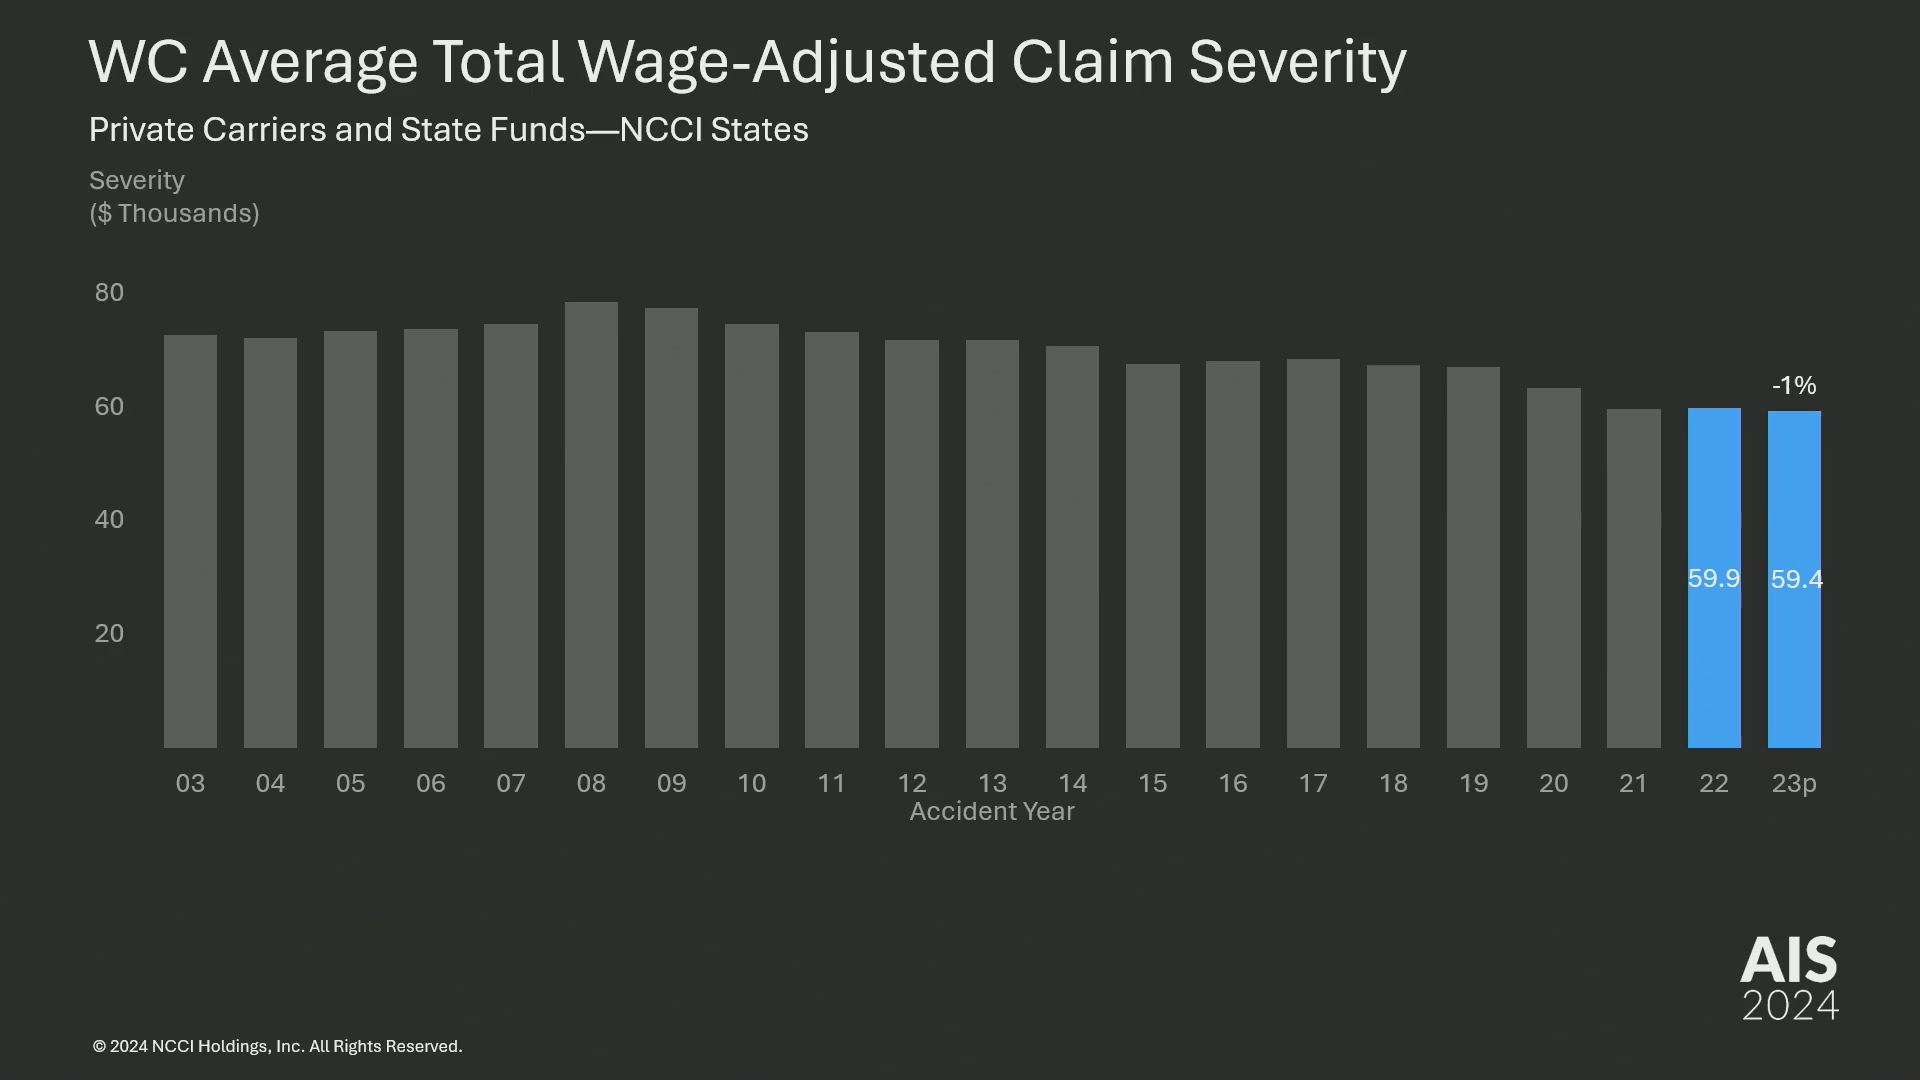 WC Average Total Wage-Adjusted Claim Severity
Private Carriers and State Funds—NCCI States
Severity
($ Thousands)
80
60
40
20
-1%
59.9
59.4
03 04 05 06 07 08 09 10 11 12 13 14 15 16 17 18 19 20 21 22 23p
Accident Year
AIS
2024
© 2024 NCCI Holdings, Inc. All Rights Reserved.